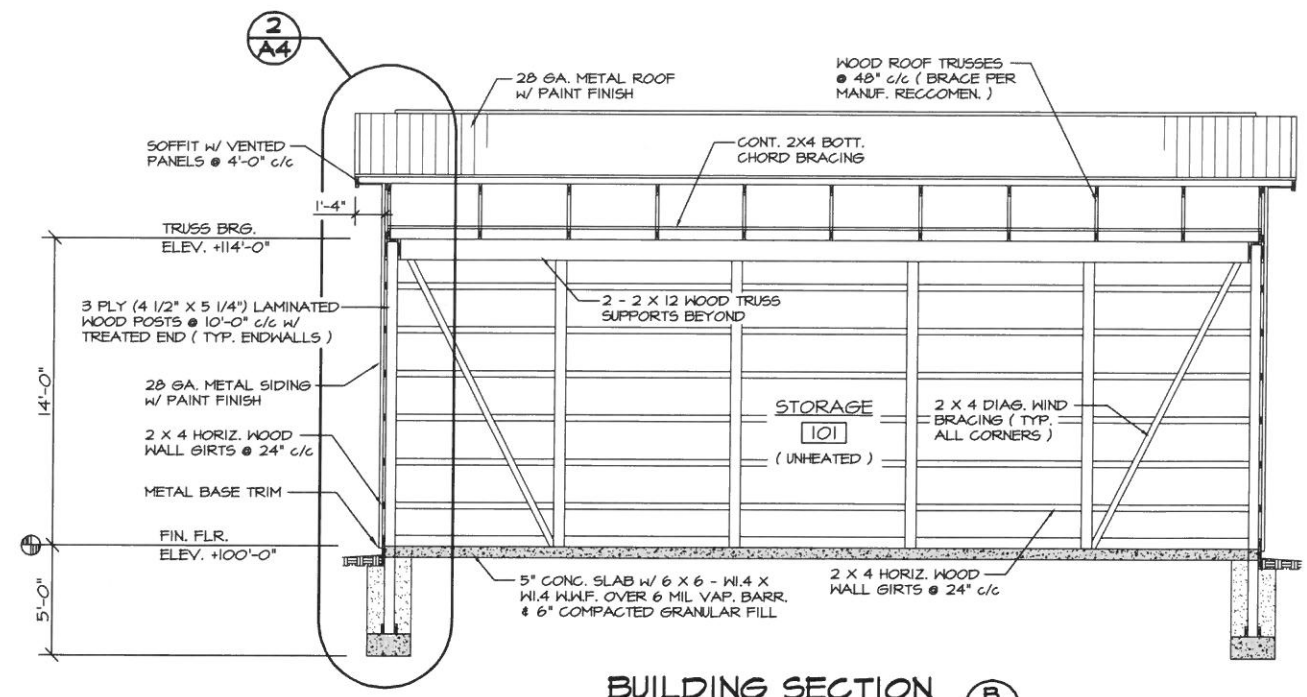 2
A4
28 GA. METAL ROOF
W/ PAINT FINISH
WOOD ROOF TRUSSES
@ 48" c/c ( BRACE PER
MANUF. RECCOMEN. )
SOFFIT W/ VENTED
PANELS @ 4'-0" c/c
CONT. 2X4 BOTT.
CHORD BRACING
1'-4"
TRUSS BRG.
ELEV. +114'-0"
3 PLY (4 1/2" X 5 1/4") LAMINATED
WOOD POSTS @ 10'-0" c/c W/
TREATED END ( TYP. ENDWALLS )
2 - 2 X 12 WOOD TRUSS
SUPPORTS BEYOND
14'-0"
28 GA. METAL SIDING
W/ PAINT FINISH
STORAGE
101
( UNHEATED )
2 X 4 DIAG. WIND
BRACING ( TYP.
ALL CORNERS )
2 X 4 HORIZ. WOOD
WALL GIRTS @ 24" c/c
METAL BASE TRIM
FIN. FLR.
ELEV. +100'-0"
5'-0"
5" CONC. SLAB W/ 6 X 6 - W1.4 X
W1.4 W.W.F. OVER 6 MIL VAP. BARR.
& 6" COMPACTED GRANULAR FILL
2 X 4 HORIZ. WOOD
WALL GIRTS @ 24" c/c
BUILDING SECTION
B